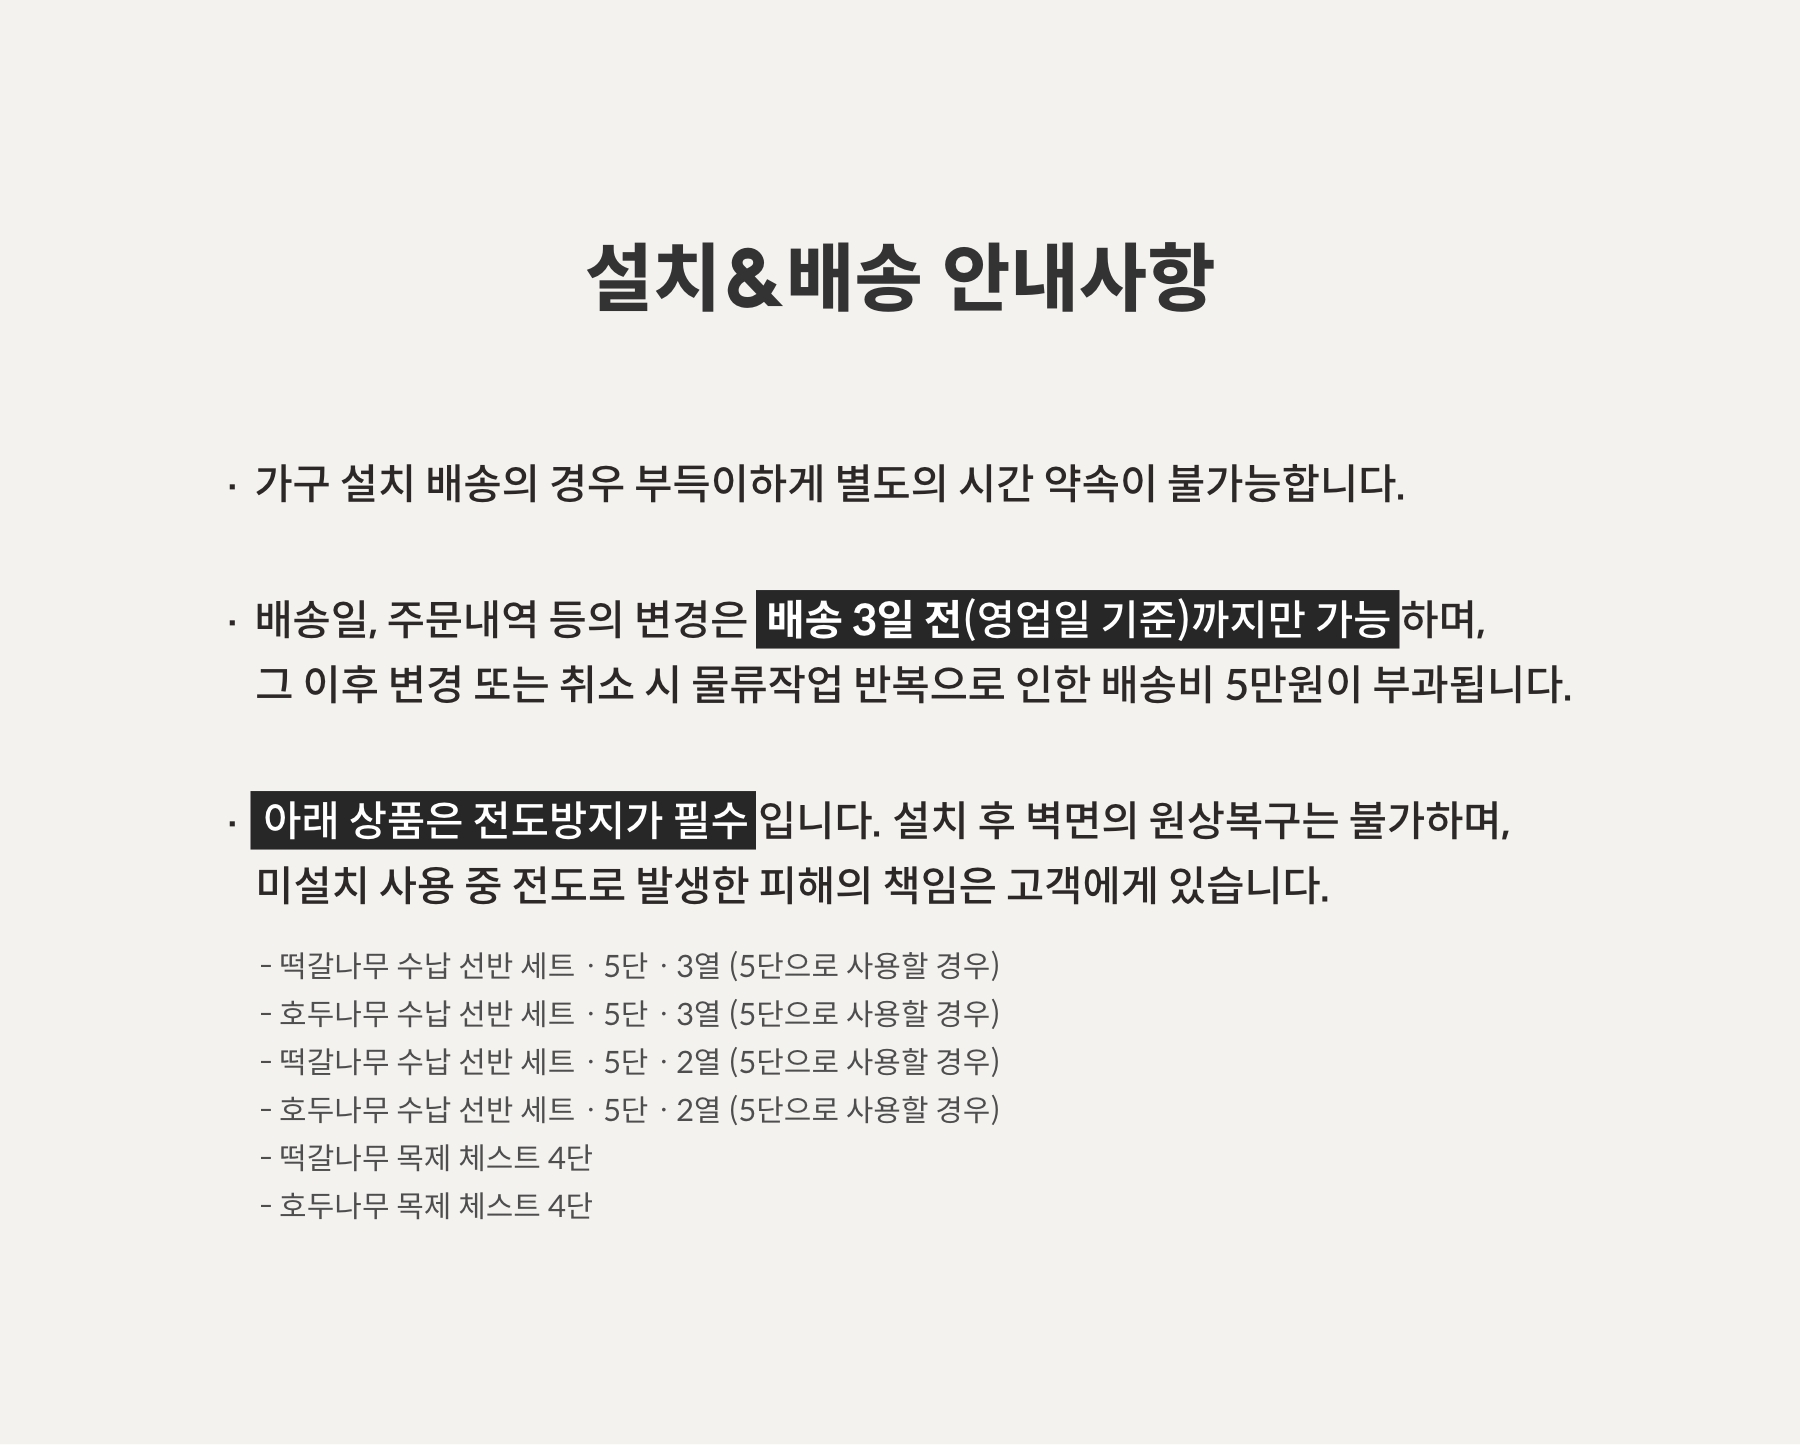 설치&배송 안내사항
· 가구 설치 배송의 경우 부득이하게 별도의 시간 약속이 불가능합니다.
· 배송일, 주문내역 등의 변경은 배송 3일 전(영업일 기준)까지만 가능하며,
그 이후 변경 또는 취소 시 물류작업 반복으로 인한 배송비 5만원이 부과됩니다.
· 아래 상품은 전도방지가 필수입니다. 설치 후 벽면의 원상복구는 불가하며,
미설치 사용 중 전도로 발생한 피해의 책임은 고객에게 있습니다.
- 떡갈나무 수납 선반 세트 · 5단 · 3열 (5단으로 사용할 경우)
- 호두나무 수납 선반 세트 · 5단 · 3열 (5단으로 사용할 경우)
- 떡갈나무 수납 선반 세트 · 5단 · 2열 (5단으로 사용할 경우)
- 호두나무 수납 선반 세트 · 5단 · 2열 (5단으로 사용할 경우)
- 떡갈나무 목제 체스트 4단
- 호두나무 목제 체스트 4단